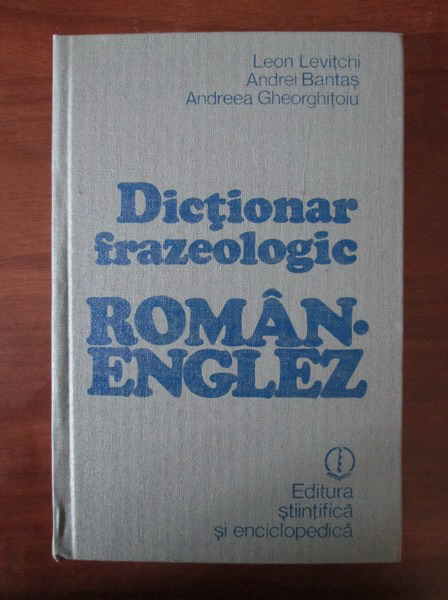 Leon Levițchi
Andrei Bantaș
Andreea Gheorghițoiu
Dicționar
frazeologic
ROMÂN-
ENGLEZ
Editura
științifică
și enciclopedică